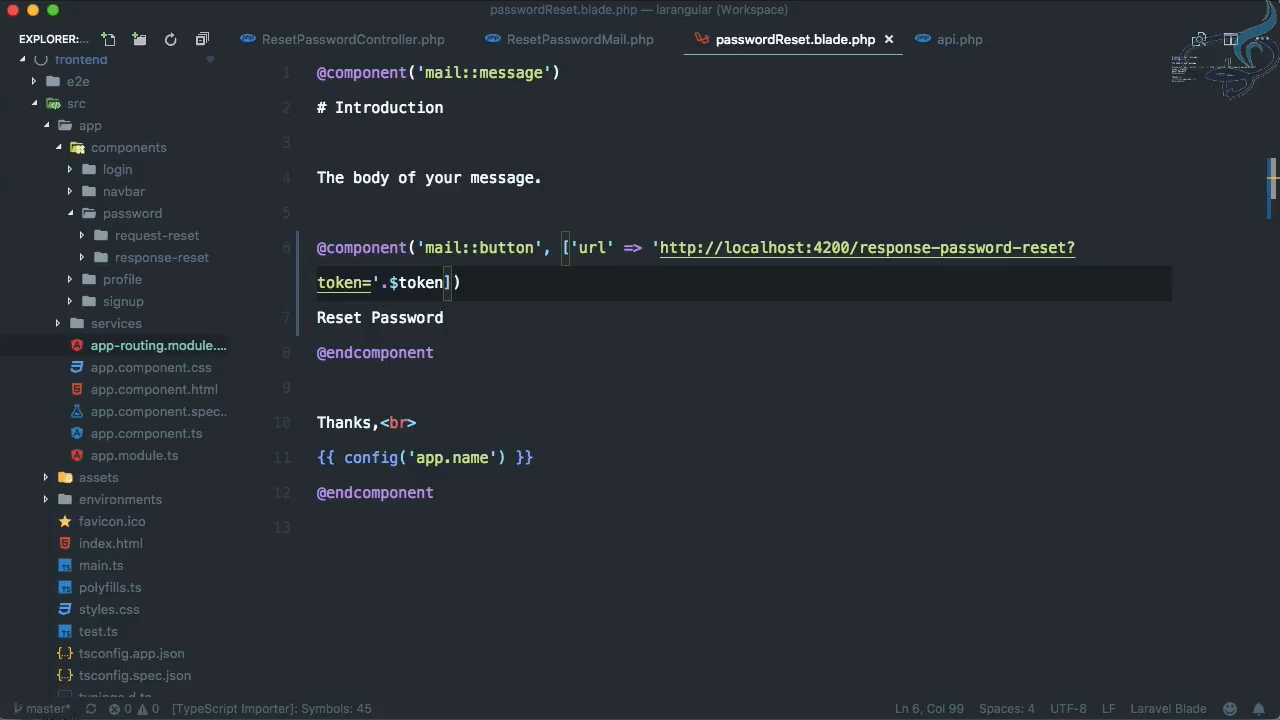 passwordReset.blade.php — larangular (Workspace)
EXPLORER:...
ResetPasswordController.php
ResetPasswordMail.php
passwordReset.blade.php ×
api.php
frontend
e2e
src
app
components
login
navbar
password
request-reset
response-reset
profile
signup
services
app-routing.module....
app.component.css
app.component.html
app.component.spec..
app.component.ts
app.module.ts
assets
environments
favicon.ico
index.html
main.ts
polyfills.ts
styles.css
test.ts
tsconfig.app.json
tsconfig.spec.json
typings.d.ts
1 @component('mail::message')
2 # Introduction
3
4 The body of your message.
5
6 @component('mail::button', ['url' => 'http://localhost:4200/response-password-reset?
token='.$token])
7 Reset Password
8 @endcomponent
9
10 Thanks,<br>
11 {{ config('app.name') }}
12 @endcomponent
13
master* 0 0 [TypeScript Importer]: Symbols: 45 Ln 6, Col 99 Spaces: 4 UTF-8 LF Laravel Blade